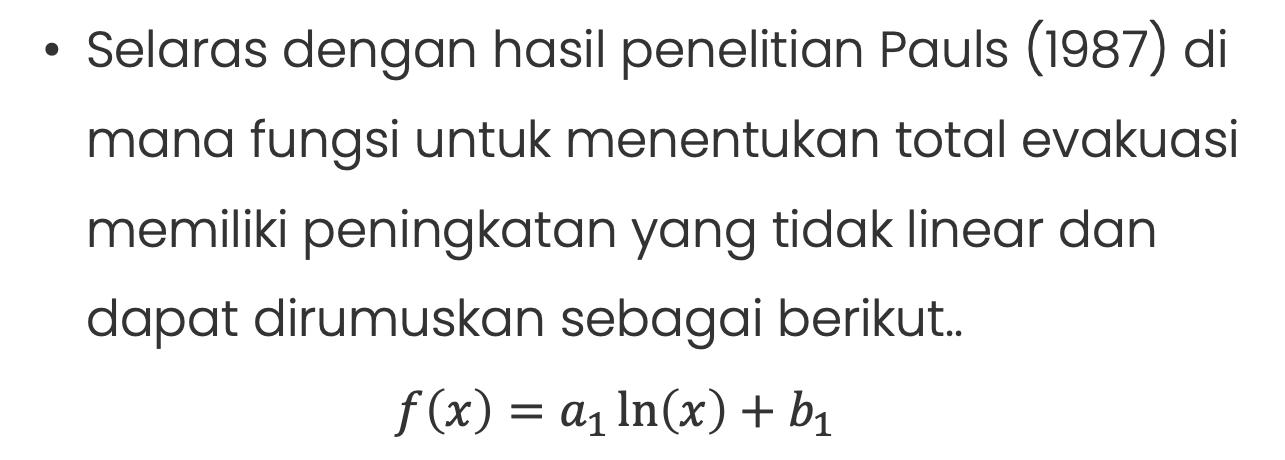 • Selaras dengan hasil penelitian Pauls (1987) di
mana fungsi untuk menentukan total evakuasi
memiliki peningkatan yang tidak linear dan
dapat dirumuskan sebagai berikut..
f(x) = a₁ ln(x) + b₁